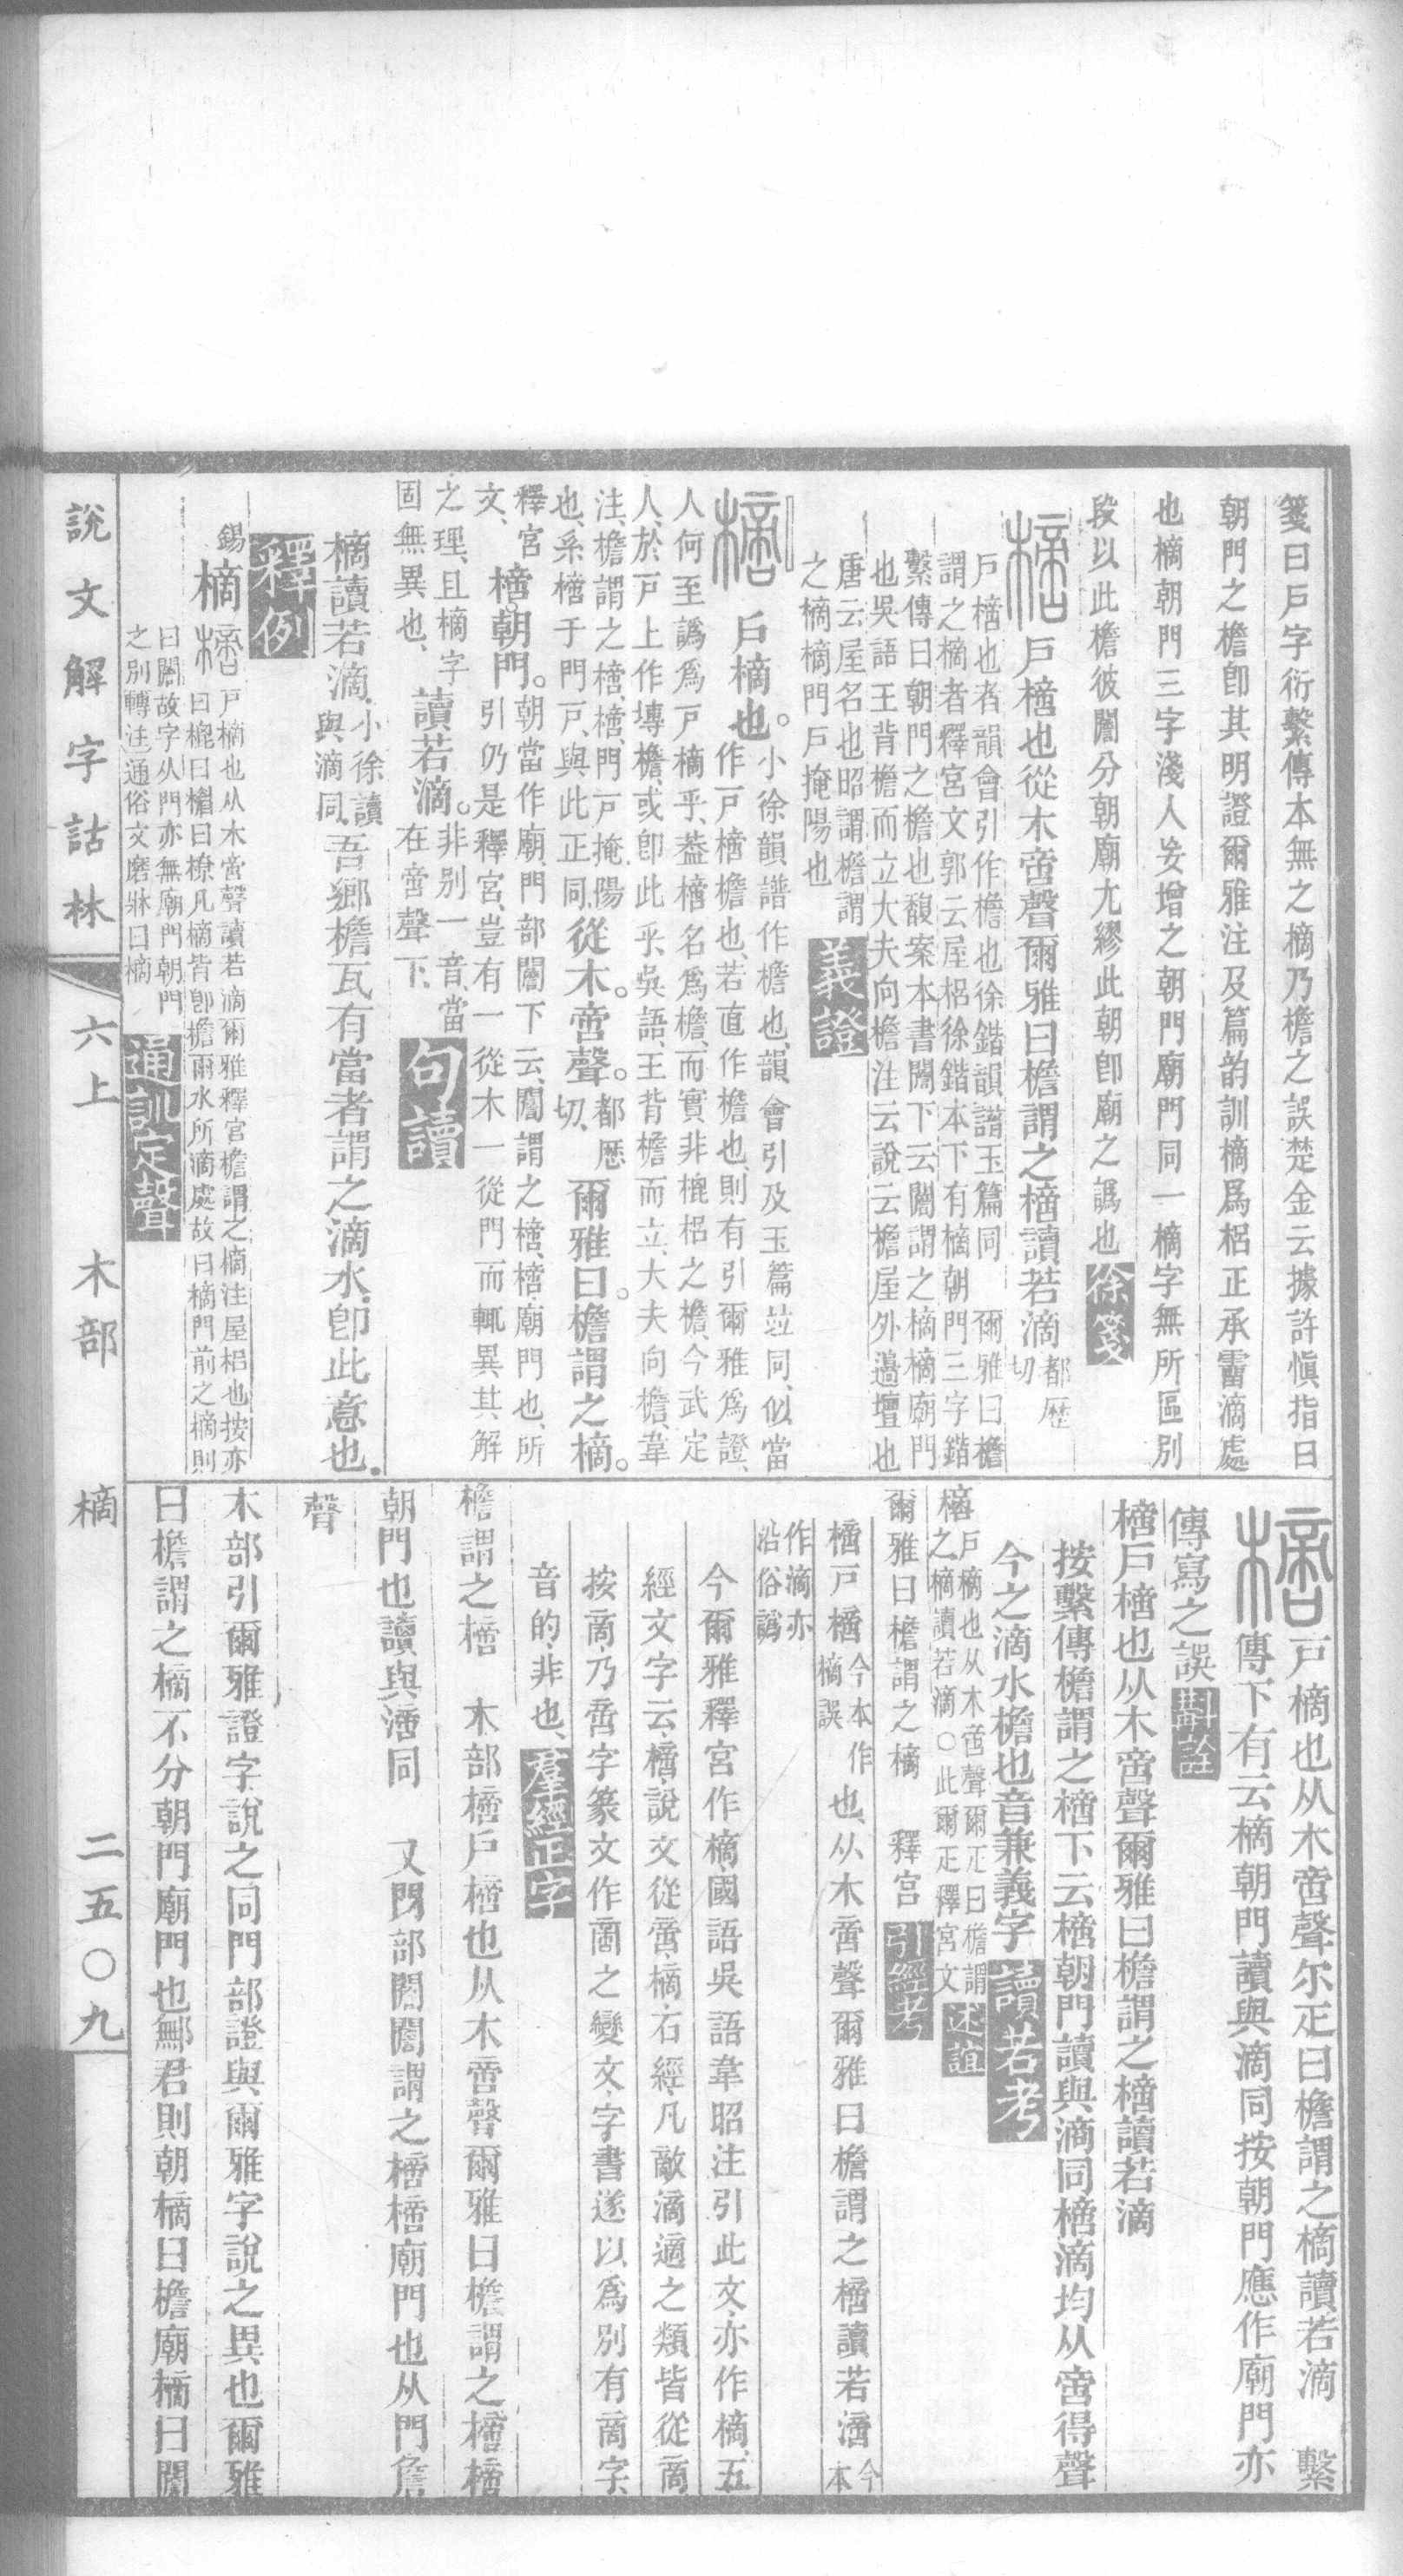 箋曰戶字衍繫傳本無之樀乃檐之誤楚金云據許愼指曰
朝門之檐卽其明證爾雅注及篇韵訓樀爲梠正承霤滴處
也樀朝門三字淺人妄增之朝門廟門同一樀字無所區別
段以此檐彼闇分朝廟尤繆此朝卽廟之譌也 徐箋
戶樀也從木啻聲爾雅曰檐謂之樀讀若滴 都歷切
戶樀也者韻會引作檐也徐鍇韻譜玉篇同 爾雅曰檐
謂之樀者釋宮文郭云屋梠徐鍇本下有樀朝門三字鍇
繫傳曰朝門之檐也馥案本書闇下云闇謂之樀樀廟門
也吳語王背檐而立大夫向檐注云說云檐屋外邊壇也
唐云屋名也昭謂檐謂
之樀樀門戶掩陽也 義證
戶樀也。小徐韻譜作檐也、韻會引及玉篇竝同、似當
作戶樀檐也、若直作檐也、則有引爾雅爲證、
人何至譌爲戶樀乎、葢樀名爲檐、而實非梍梠之檐、今武定
人、於戶上作塼檐、或卽此乎、吳語、王背檐而立、大夫向檐、韋
注、檐謂之樀、樀、門戶掩陽
也、系樀于門戶、與此正同、從木。啻聲。都歷切、爾雅曰。檐謂之樀。
釋宮文、樀。朝門。朝當作廟、門部闇下云、闇謂之樀、樀、廟門也、所
引仍是釋宮、豈有一從木一從門而輒異其解
之理、且樀字固無異也、讀若滴。非別一音、當在啻聲下、 句讀
樀讀若滴、小徐讀與滴同、吾鄉檐瓦有當者謂之滴水、卽此意也、
釋例
錫 樀 戶樀也从木啻聲讀若滴爾雅釋宮檐謂之樀注屋梠也按亦
曰梍曰檐曰橑凡樀皆卽檐爾水所滴處故曰樀門前之樀則
曰闇故字从門亦無廟門朝門
之別轉注通俗文磨牀曰樀 通訓定聲
戶樀也从木啻聲尔疋曰檐謂之樀讀若滴 繫
傳下有云樀朝門讀與滴同按朝門應作廟門亦
傳寫之誤 斠詮
樀戶樀也从木啻聲爾雅曰檐謂之樀讀若滴
按繫傳檐謂之樀下云樀朝門讀與滴同樀滴均从啻得聲
今之滴水檐也音兼義字 讀若考
樀戶樀也从木啻聲爾疋曰檐謂
之樀讀若滴○此爾疋釋宮文 述誼
爾雅曰檐謂之樀 釋宮 引經考
樀戶樀 今本作樀誤 也、从木啻聲爾雅曰檐謂之樀讀若滴 今本
作滴亦沿俗譌、
今爾雅釋宮作樀、國語吳語韋昭注引此文、亦作樀、五
經文字云、樀、說文從啻、樀、石經、凡敵滴適之類皆從啇
按啇、乃啻字篆文作啇之變文、字書遂以爲別有啇字、
音的、非也、 羣經正字
檐謂之樀 木部樀戶樀也从木啻聲爾雅曰檐謂之樀樀
朝門也讀與滴同 又門部闇闇謂之樀樀廟門也从門詹
聲
木部引爾雅證字說之同門部證與爾雅字說之異也爾雅
曰檐謂之樀不分朝門廟門也鄦君則朝樀曰檐廟樀曰闇
說文解字詁林 六上 木部 樀 二五〇九